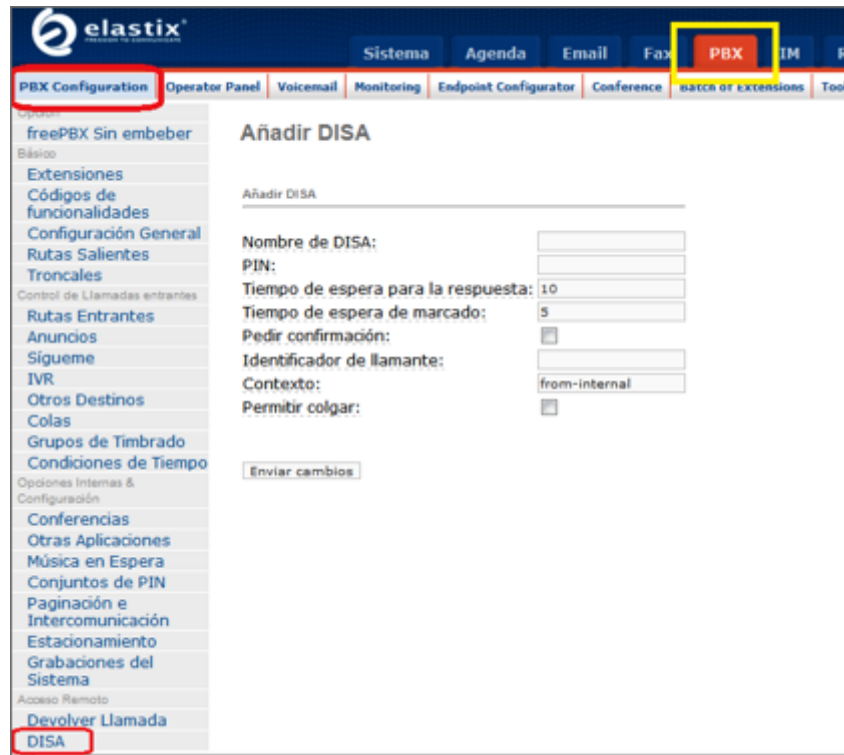 elastix
FREEDOM TO COMMUNICATE
Sistema Agenda Email Fax PBX IM
PBX Configuration Operator Panel Voicemail Monitoring Endpoint Configurator Conference Batch of Extensions
Opción
freePBX Sin embeber
Básico
Extensiones
Códigos de
funcionalidades
Configuración General
Rutas Salientes
Troncales
Control de Llamadas entrantes
Rutas Entrantes
Anuncios
Sígueme
IVR
Otros Destinos
Colas
Grupos de Timbrado
Condiciones de Tiempo
Opciones Internas &
Configuración
Conferencias
Otras Aplicaciones
Música en Espera
Conjuntos de PIN
Paginación e
Intercomunicación
Estacionamiento
Grabaciones del
Sistema
Acceso Remoto
Devolver Llamada
DISA
Añadir DISA
Añadir DISA
Nombre de DISA:
PIN:
Tiempo de espera para la respuesta: 10
Tiempo de espera de marcado: 5
Pedir confirmación:
Identificador de llamante:
Contexto: from-internal
Permitir colgar:
Enviar cambios